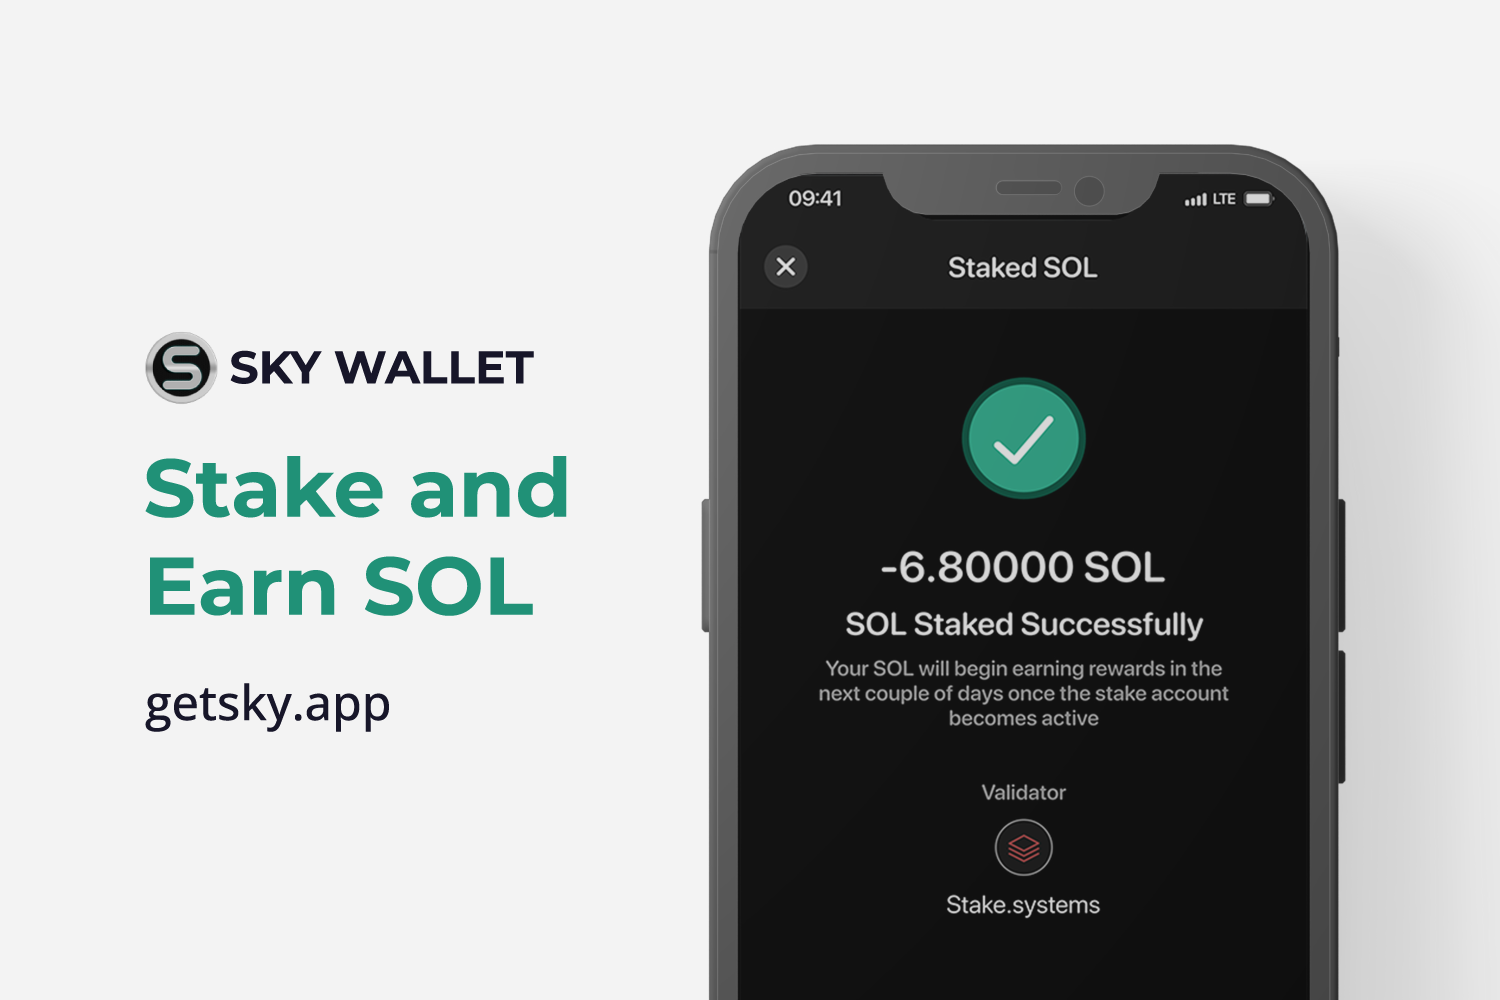 SKY WALLET
Stake and
Earn SOL
getsky.app
09:41
LTE
Staked SOL
-6.80000 SOL
SOL Staked Successfully
Your SOL will begin earning rewards in the
next couple of days once the stake account
becomes active
Validator
Stake.systems